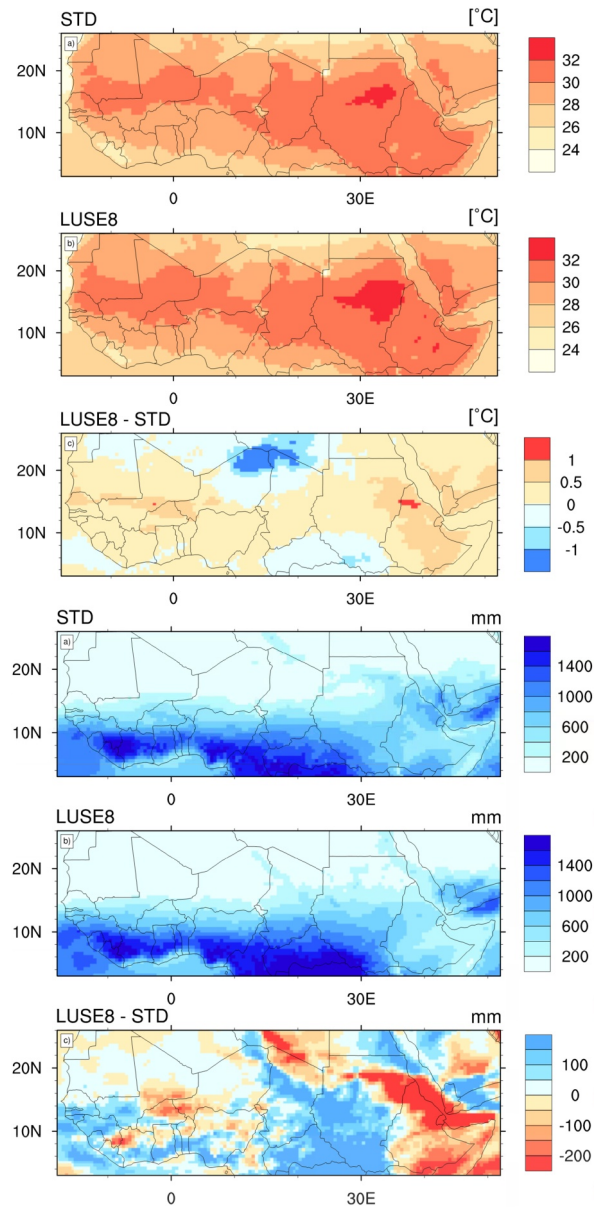 STD [˚C]
a)
32
30
28
26
24
20N
10N
0 30E
LUSE8 [˚C]
b)
32
30
28
26
24
20N
10N
0 30E
LUSE8 - STD [˚C]
c)
1
0.5
0
-0.5
-1
20N
10N
0 30E
STD mm
a)
1400
1000
600
200
20N
10N
0 30E
LUSE8 mm
b)
1400
1000
600
200
20N
10N
0 30E
LUSE8 - STD mm
c)
100
0
-100
-200
20N
10N
0 30E